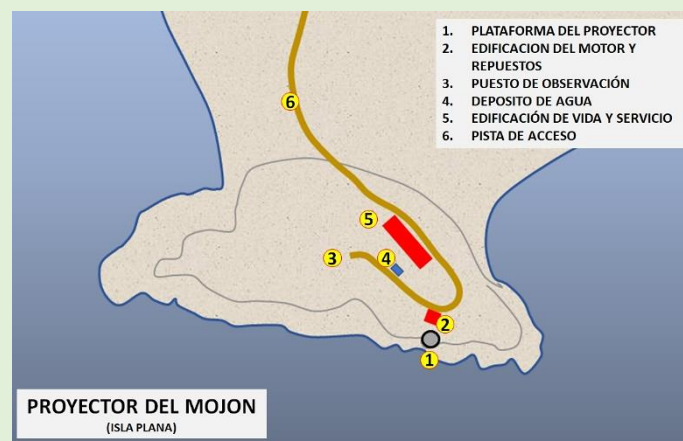 1. PLATAFORMA DEL PROYECTOR
2. EDIFICACION DEL MOTOR Y
REPUESTOS
3. PUESTO DE OBSERVACIÓN
4. DEPOSITO DE AGUA
5. EDIFICACIÓN DE VIDA Y SERVICIO
6. PISTA DE ACCESO
6
5
4
3
2
1
PROYECTOR DEL MOJON
(ISLA PLANA)